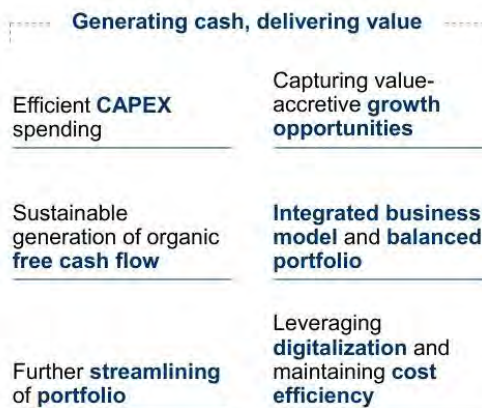 Generating cash, delivering value
Efficient CAPEX
spending
Capturing value-
accretive growth
opportunities
Sustainable
generation of organic
free cash flow
Integrated business
model and balanced
portfolio
Further streamlining
of portfolio
Leveraging
digitalization and
maintaining cost
efficiency